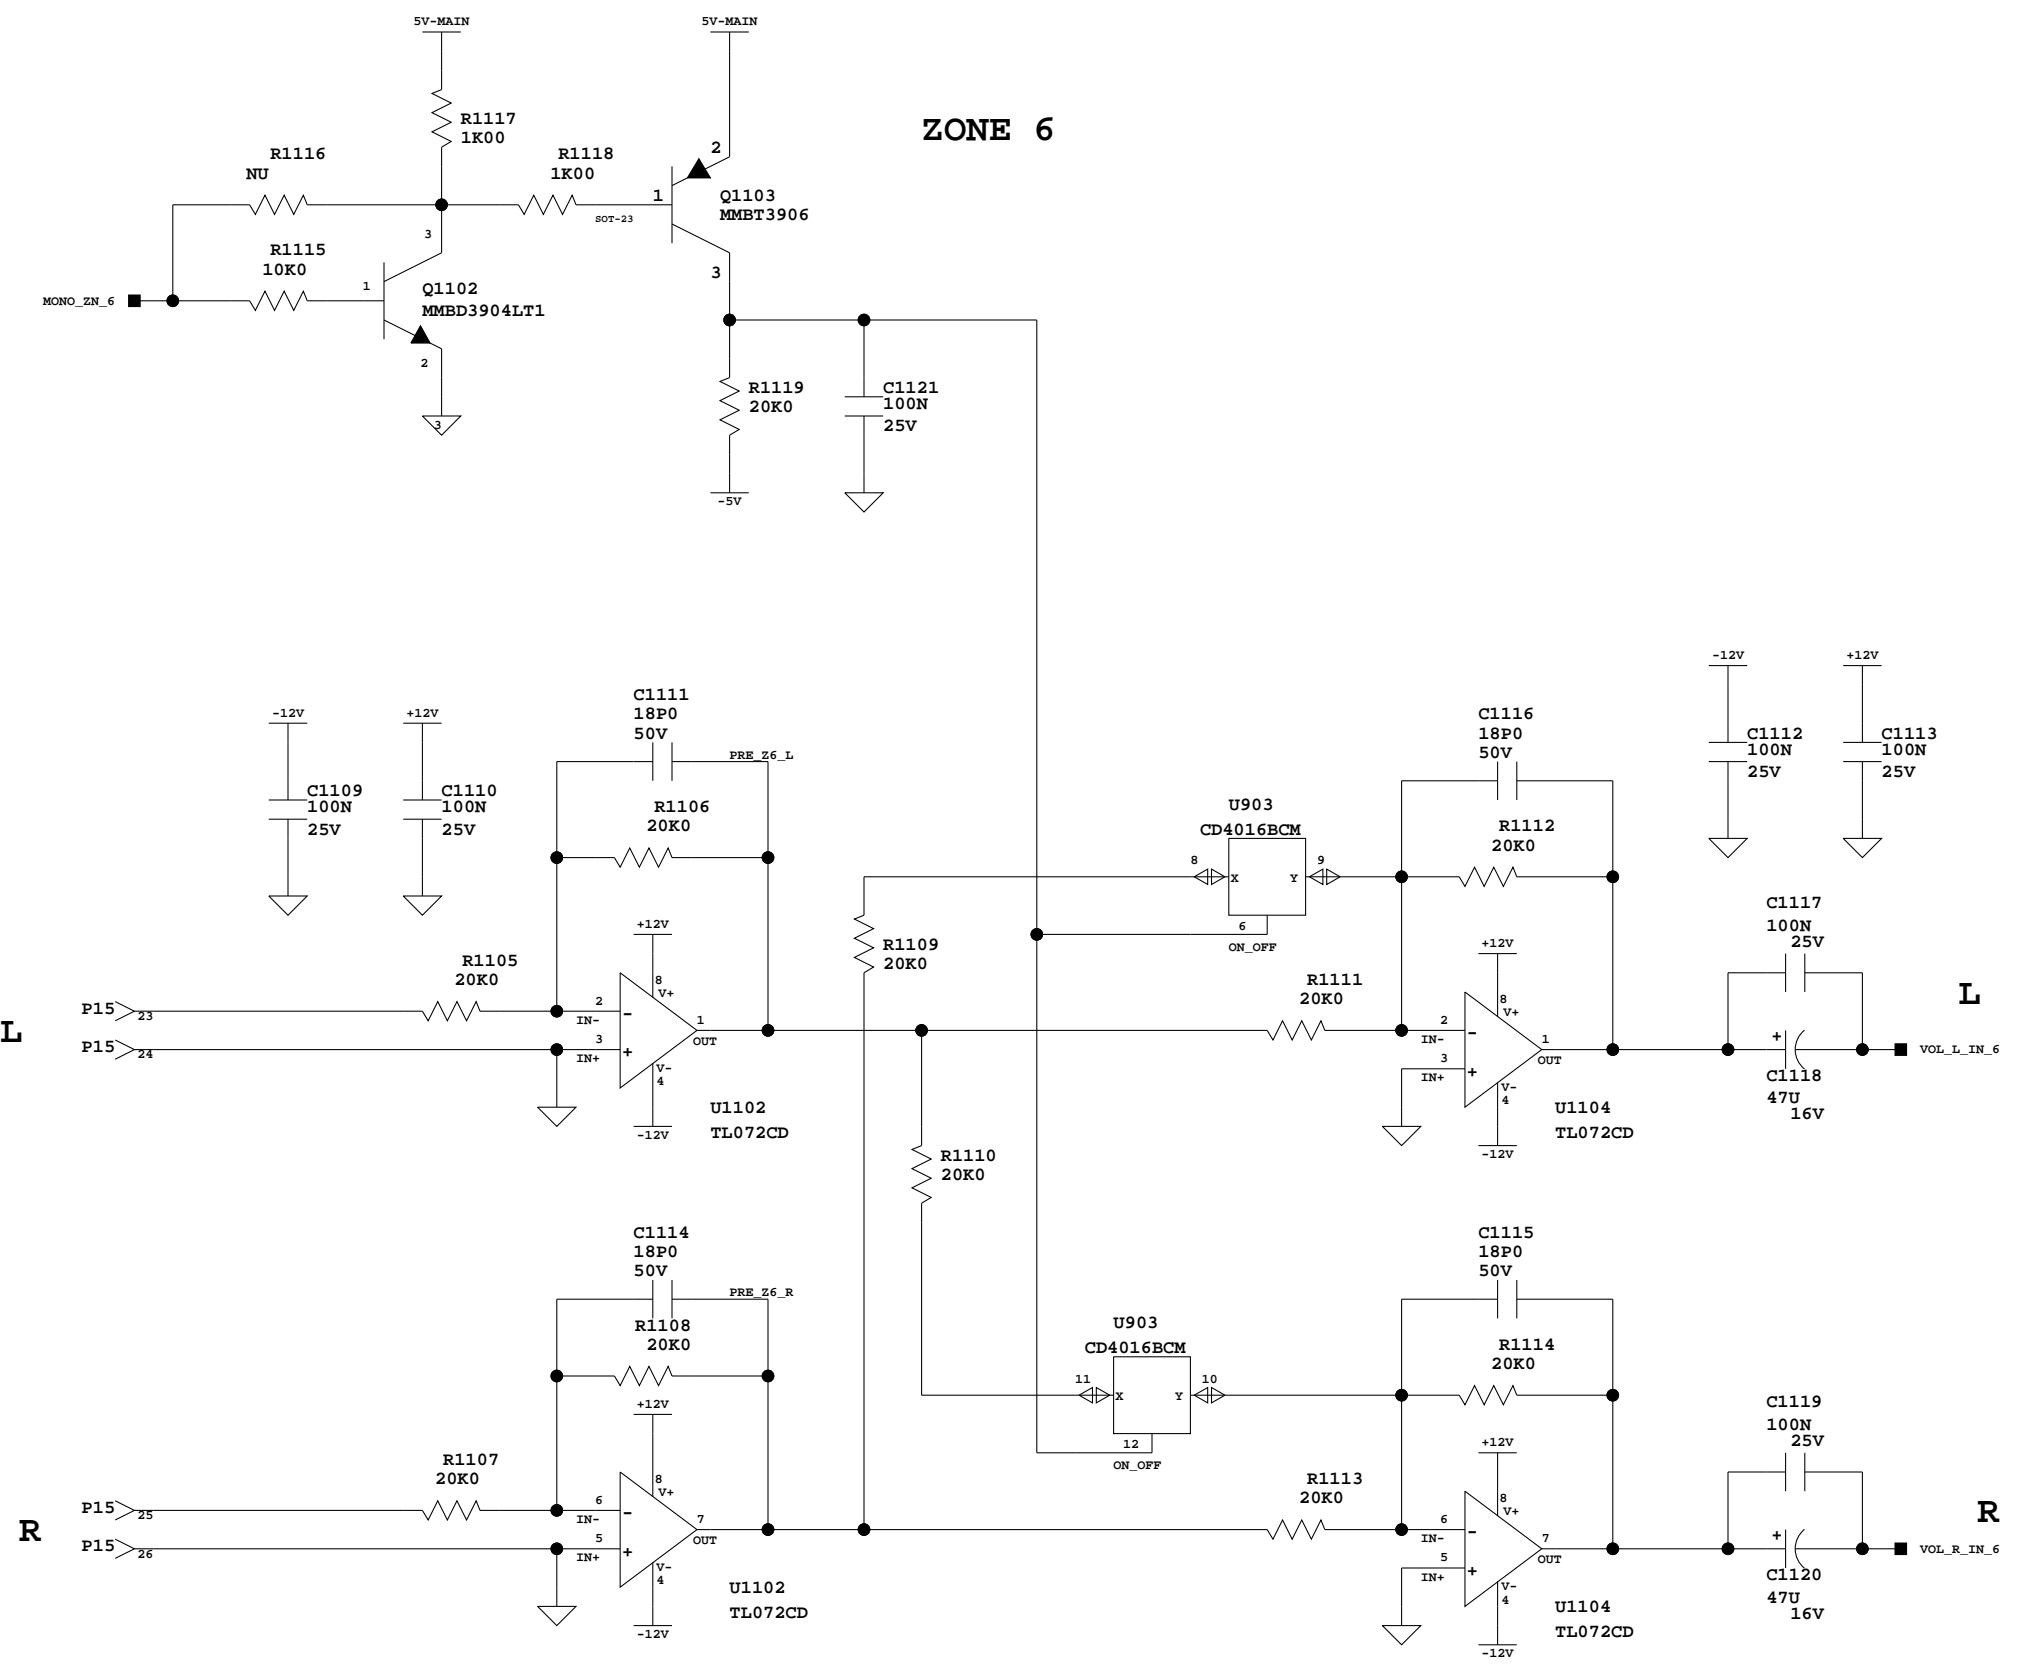 5V-MAIN
5V-MAIN
ZONE 6
R1117
1K00
R1116
NU
R1118
1K00
2
1
Q1103
MMBT3906
SOT-23
3
R1115
10K0
3
1
Q1102
MMBD3904LT1
MONO_ZN_6
2
3
R1119
20K0
C1121
100N
25V
-5V
-12V
+12V
C1109
100N
25V
C1110
100N
25V
C1111
18P0
50V
PRE_Z6_L
R1106
20K0
+12V
8
V+
R1105
20K0
L
P15
23
P15
24
2
IN-
-
3
IN+
+
1
OUT
V-
4
-12V
U1102
TL072CD
R1109
20K0
R1110
20K0
U903
CD4016BCM
8
X
Y
9
6
ON_OFF
C1116
18P0
50V
R1112
20K0
-12V
+12V
C1112
100N
25V
C1113
100N
25V
R1111
20K0
+12V
8
V+
2
IN-
-
3
IN+
+
1
OUT
V-
4
-12V
U1104
TL072CD
C1117
100N
25V
+
C1118
47U
16V
L
VOL_L_IN_6
C1114
18P0
50V
PRE_Z6_R
R1108
20K0
+12V
8
V+
R1107
20K0
R
P15
25
P15
26
6
IN-
-
5
IN+
+
7
OUT
V-
4
-12V
U1102
TL072CD
U903
CD4016BCM
11
X
Y
10
12
ON_OFF
C1115
18P0
50V
R1114
20K0
R1113
20K0
+12V
8
V+
6
IN-
-
5
IN+
+
7
OUT
V-
4
-12V
U1104
TL072CD
C1119
100N
25V
+
C1120
47U
16V
R
VOL_R_IN_6